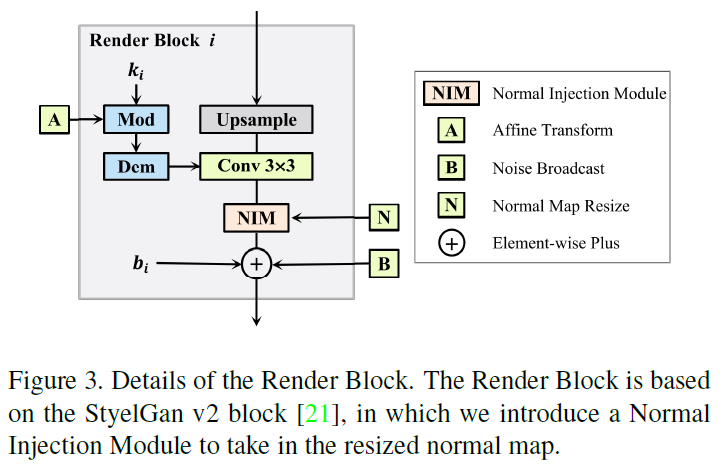 Render Block i
kᵢ
A
Mod
Upsample
Dem
Conv 3×3
NIM
N
bᵢ
+
B
NIM Normal Injection Module
A Affine Transform
B Noise Broadcast
N Normal Map Resize
+ Element-wise Plus
Figure 3. Details of the Render Block. The Render Block is based
on the StyelGan v2 block [21], in which we introduce a Normal
Injection Module to take in the resized normal map.